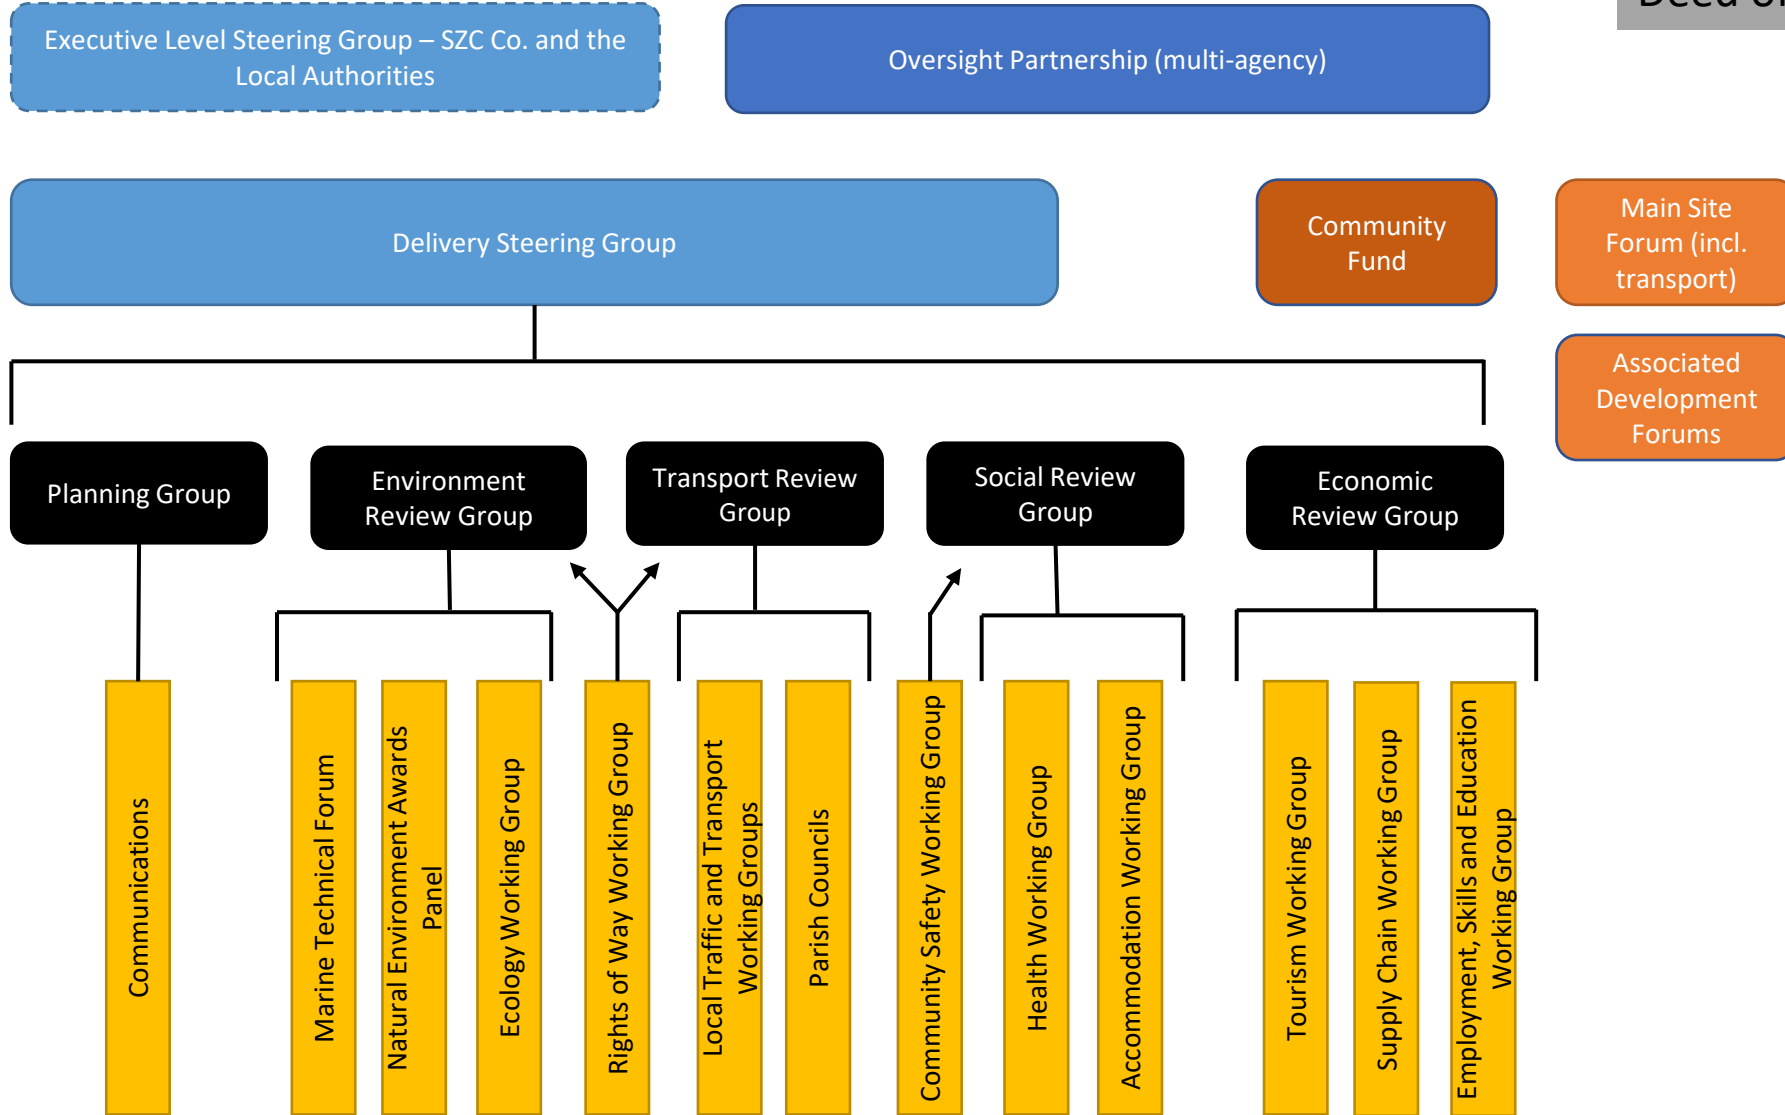 Deed of
Executive Level Steering Group – SZC Co. and the
Local Authorities
Oversight Partnership (multi-agency)
Delivery Steering Group
Community
Fund
Main Site
Forum (incl.
transport)
Associated
Development
Forums
Planning Group
Environment
Review Group
Transport Review
Group
Social Review
Group
Economic
Review Group
Communications
Marine Technical Forum
Natural Environment Awards
Panel
Ecology Working Group
Rights of Way Working Group
Local Traffic and Transport
Working Groups
Parish Councils
Community Safety Working Group
Health Working Group
Accommodation Working Group
Tourism Working Group
Supply Chain Working Group
Employment, Skills and Education
Working Group